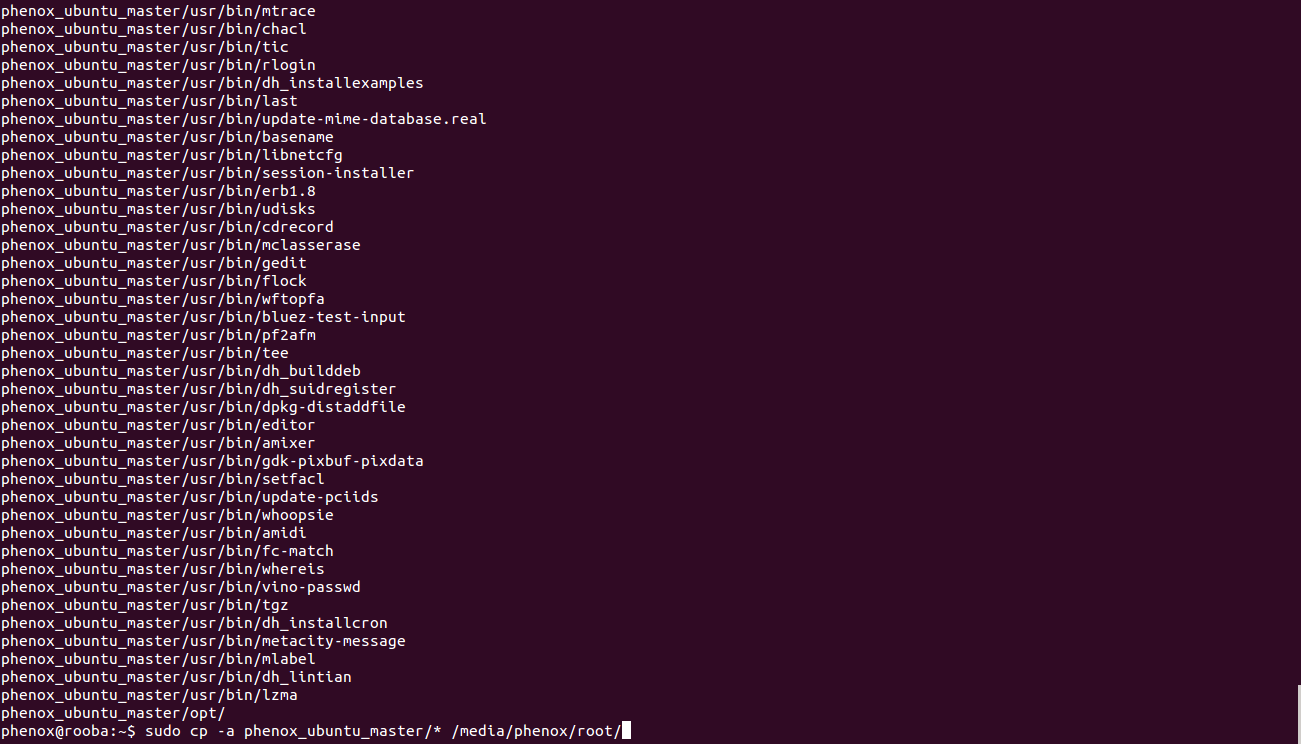 phenox_ubuntu_master/usr/bin/mtrace
phenox_ubuntu_master/usr/bin/chacl
phenox_ubuntu_master/usr/bin/tic
phenox_ubuntu_master/usr/bin/rlogin
phenox_ubuntu_master/usr/bin/dh_installexamples
phenox_ubuntu_master/usr/bin/last
phenox_ubuntu_master/usr/bin/update-mime-database.real
phenox_ubuntu_master/usr/bin/basename
phenox_ubuntu_master/usr/bin/libnetcfg
phenox_ubuntu_master/usr/bin/session-installer
phenox_ubuntu_master/usr/bin/erb1.8
phenox_ubuntu_master/usr/bin/udisks
phenox_ubuntu_master/usr/bin/cdrecord
phenox_ubuntu_master/usr/bin/mclasserase
phenox_ubuntu_master/usr/bin/gedit
phenox_ubuntu_master/usr/bin/flock
phenox_ubuntu_master/usr/bin/wftopfa
phenox_ubuntu_master/usr/bin/bluez-test-input
phenox_ubuntu_master/usr/bin/pf2afm
phenox_ubuntu_master/usr/bin/tee
phenox_ubuntu_master/usr/bin/dh_builddeb
phenox_ubuntu_master/usr/bin/dh_suidregister
phenox_ubuntu_master/usr/bin/dpkg-distaddfile
phenox_ubuntu_master/usr/bin/editor
phenox_ubuntu_master/usr/bin/amixer
phenox_ubuntu_master/usr/bin/gdk-pixbuf-pixdata
phenox_ubuntu_master/usr/bin/setfacl
phenox_ubuntu_master/usr/bin/update-pciids
phenox_ubuntu_master/usr/bin/whoopsie
phenox_ubuntu_master/usr/bin/amidi
phenox_ubuntu_master/usr/bin/fc-match
phenox_ubuntu_master/usr/bin/whereis
phenox_ubuntu_master/usr/bin/vino-passwd
phenox_ubuntu_master/usr/bin/tgz
phenox_ubuntu_master/usr/bin/dh_installcron
phenox_ubuntu_master/usr/bin/metacity-message
phenox_ubuntu_master/usr/bin/mlabel
phenox_ubuntu_master/usr/bin/dh_lintian
phenox_ubuntu_master/usr/bin/lzma
phenox_ubuntu_master/opt/
phenox@rooba:~$ sudo cp -a phenox_ubuntu_master/* /media/phenox/root/